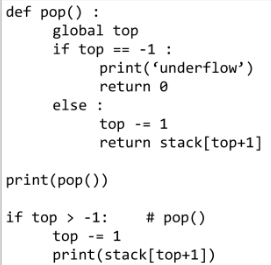 def pop() :
global top
if top == -1 :
print(‘underflow’)
return 0
else :
top -= 1
return stack[top+1]
print(pop())
if top > -1: # pop()
top -= 1
print(stack[top+1])